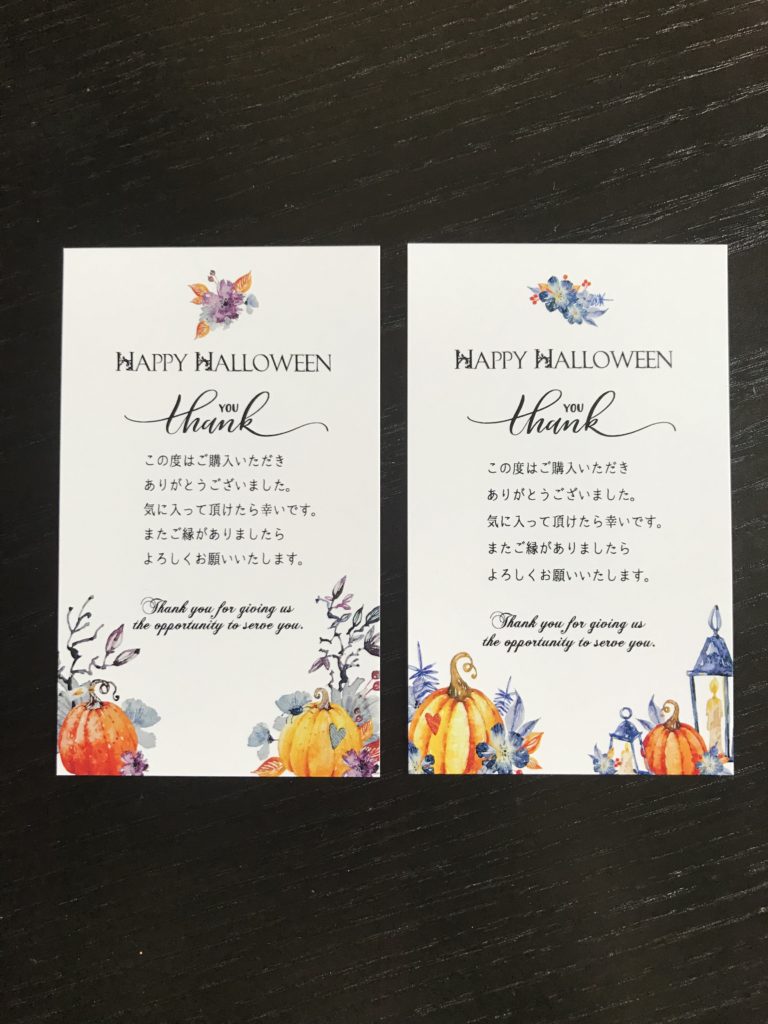 HAPPY HALLOWEEN
thank YOU
この度はご購入いただき
ありがとうございました。
気に入って頂けたら幸いです。
またご縁がありましたら
よろしくお願いいたします。
Thank you for giving us
the opportunity to serve you.
HAPPY HALLOWEEN
thank YOU
この度はご購入いただき
ありがとうございました。
気に入って頂けたら幸いです。
またご縁がありましたら
よろしくお願いいたします。
Thank you for giving us
the opportunity to serve you.